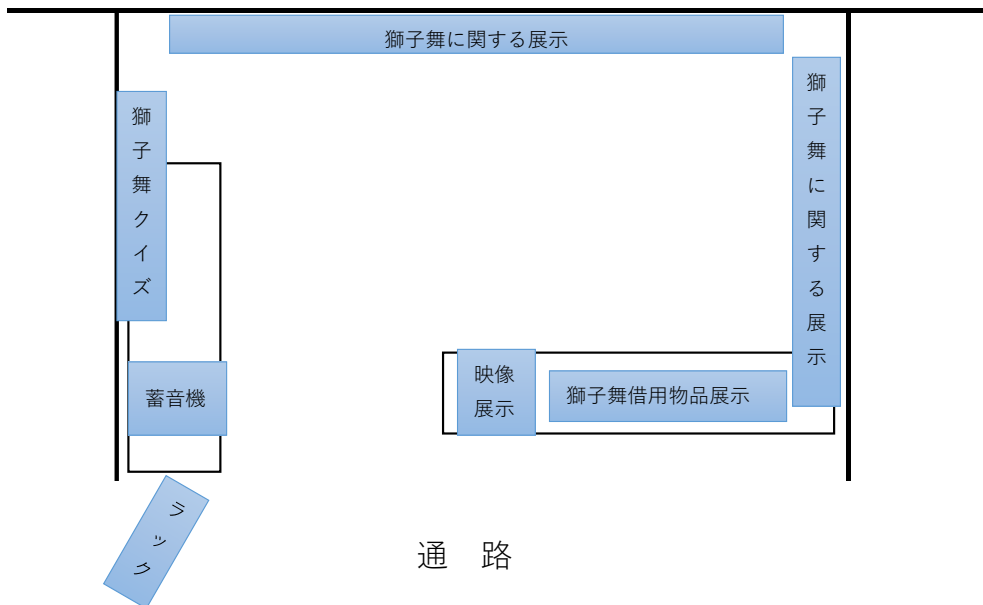 獅子舞に関する展示
獅子舞クイズ
獅子舞に関する展示
蓄音機
映像
展示
獅子舞借用物品展示
ラック
通　路